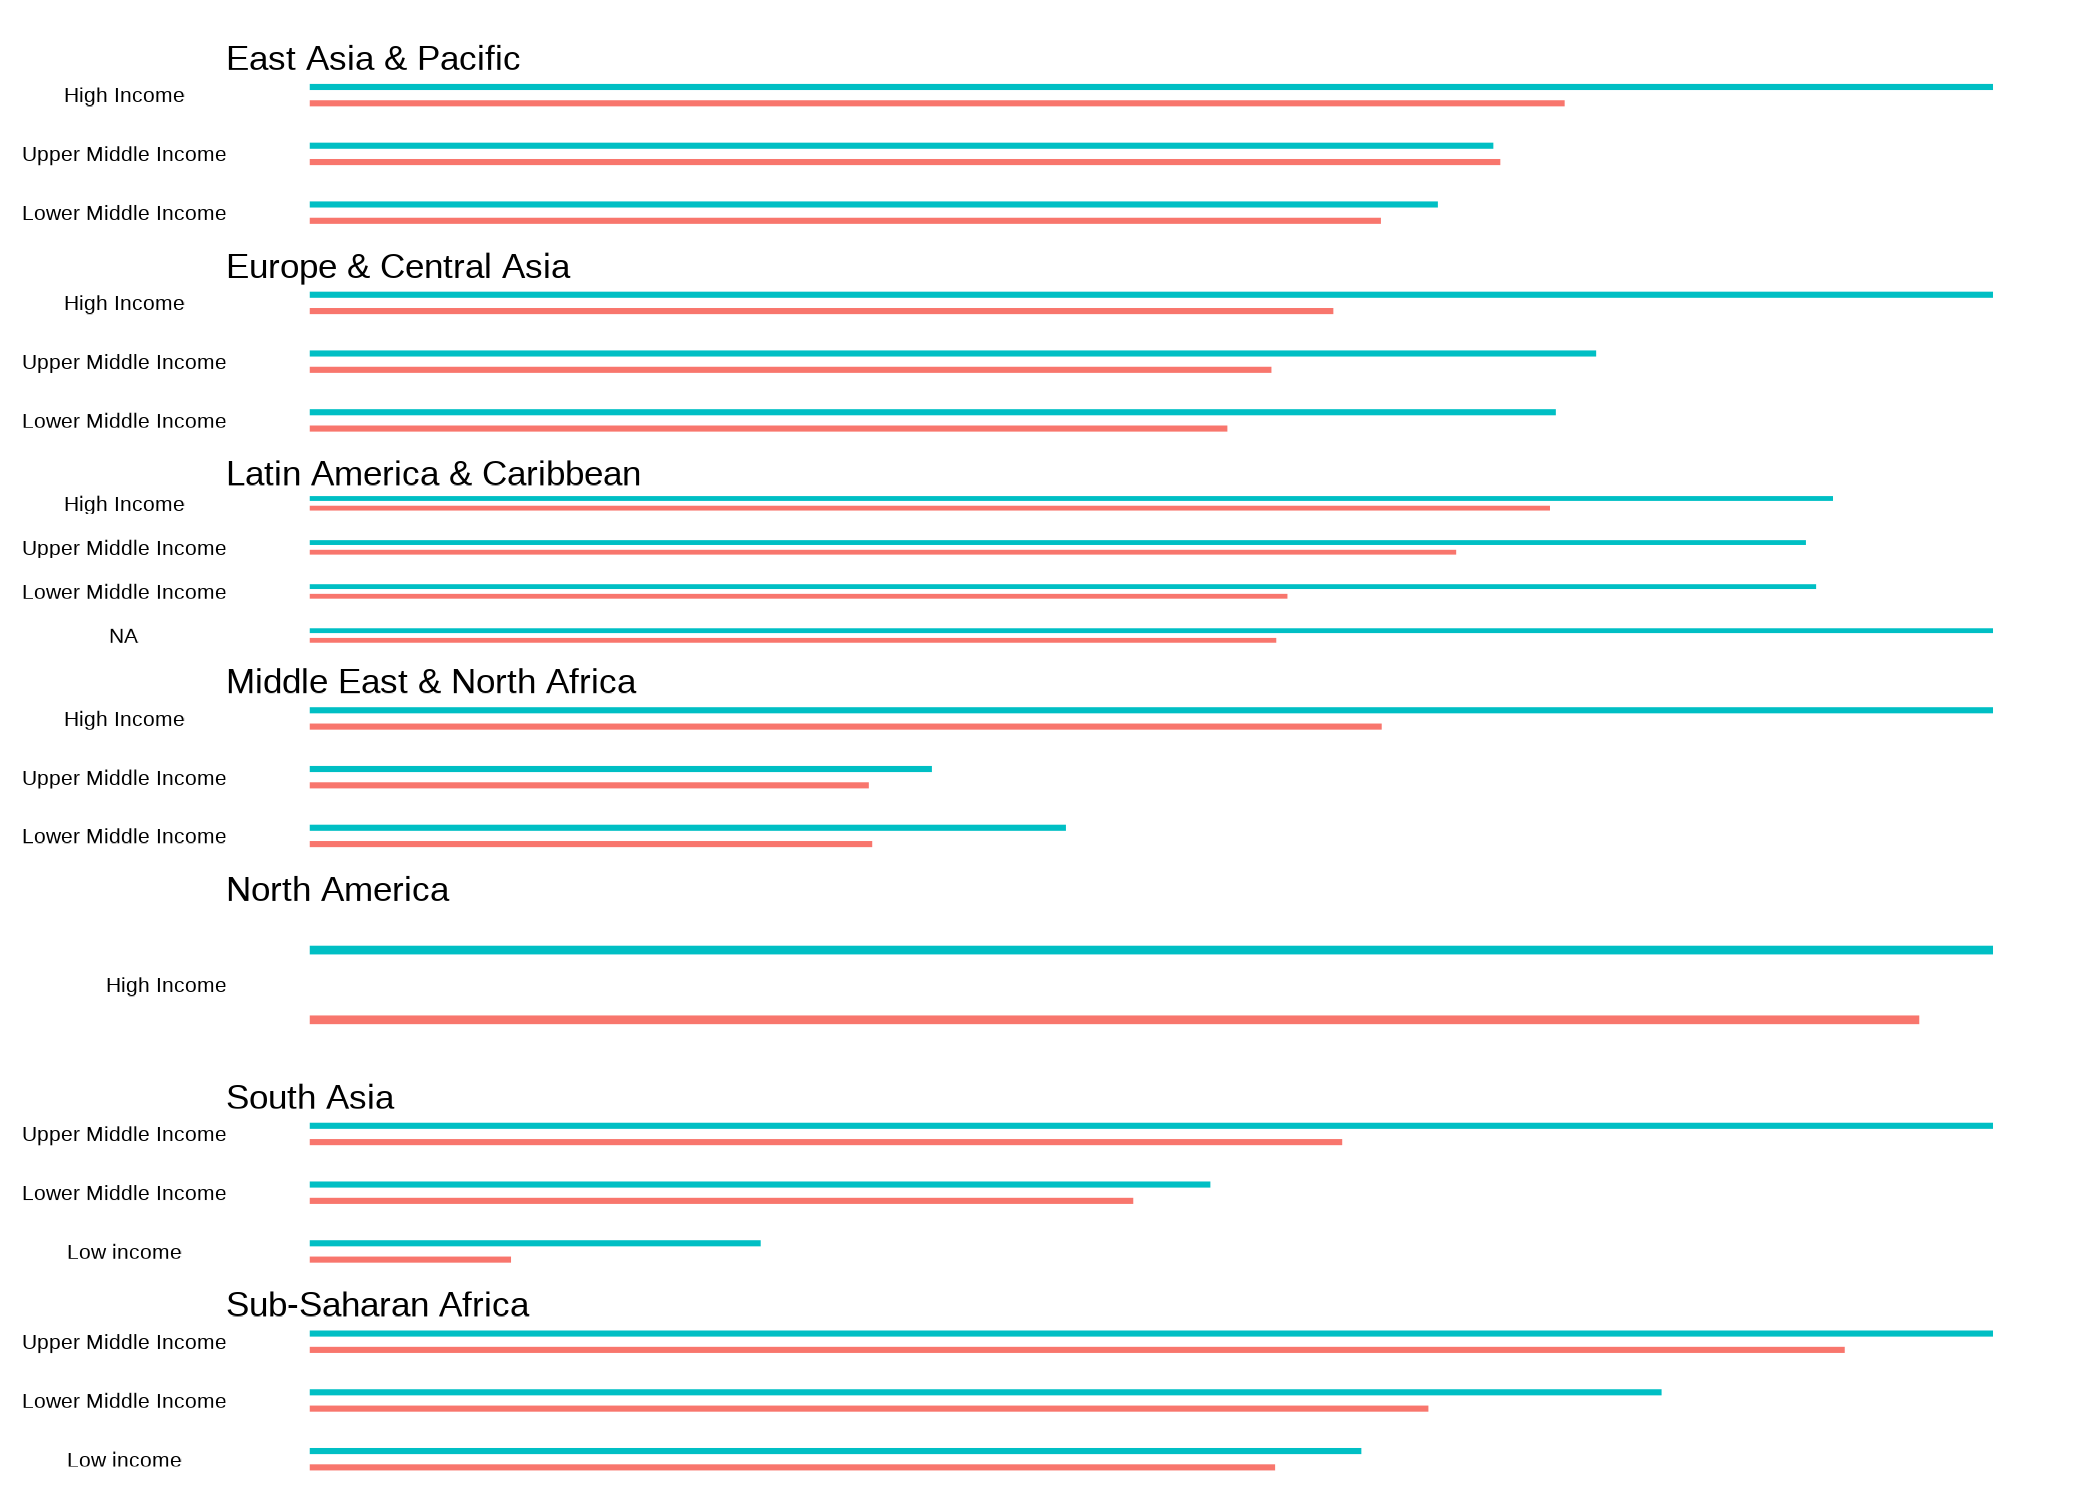 East Asia & Pacific
High Income
Upper Middle Income
Lower Middle Income
Europe & Central Asia
High Income
Upper Middle Income
Lower Middle Income
Latin America & Caribbean
High Income
Upper Middle Income
Lower Middle Income
NA
Middle East & North Africa
High Income
Upper Middle Income
Lower Middle Income
North America
High Income
South Asia
Upper Middle Income
Lower Middle Income
Low income
Sub-Saharan Africa
Upper Middle Income
Lower Middle Income
Low income